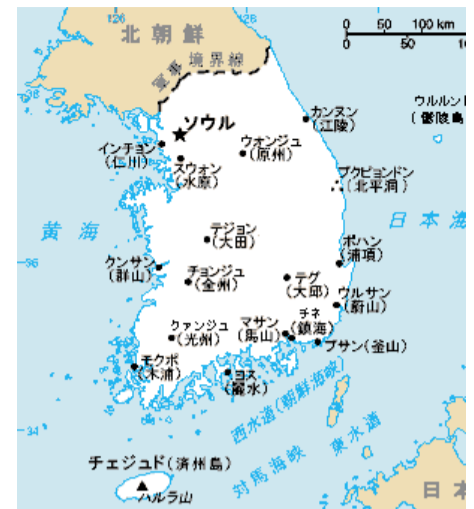 126
128
0 50 100 km
0 50 100
北朝鮮
軍事境界線
ウルルンド
(鬱陵島
ソウル
カンヌン
(江陵)
インチョン
(仁川)
ウォンジュ
(原州)
スウォン
(水原)
プクピョンドン
(北平洞)
黄海
日本海
テジョン
(大田)
ポハン
(浦項)
36
クンサン
(群山)
チョンジュ
(全州)
テグ
(大邱)
ウルサン
(蔚山)
チネ
(鎮海)
クァンジュ
(光州)
マサン
(馬山)
プサン(釜山)
モクポ
(木浦)
ヨス
(麗水)
西水道(朝鮮海峡)
東水道
対馬海峡
34
チェジュド(済州島)
ハルラ山
日本